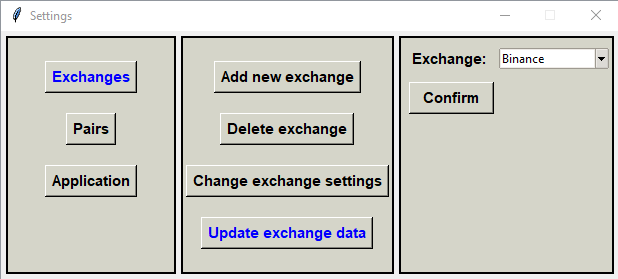 Settings
Exchanges
Pairs
Application
Add new exchange
Delete exchange
Change exchange settings
Update exchange data
Exchange: Binance
Confirm